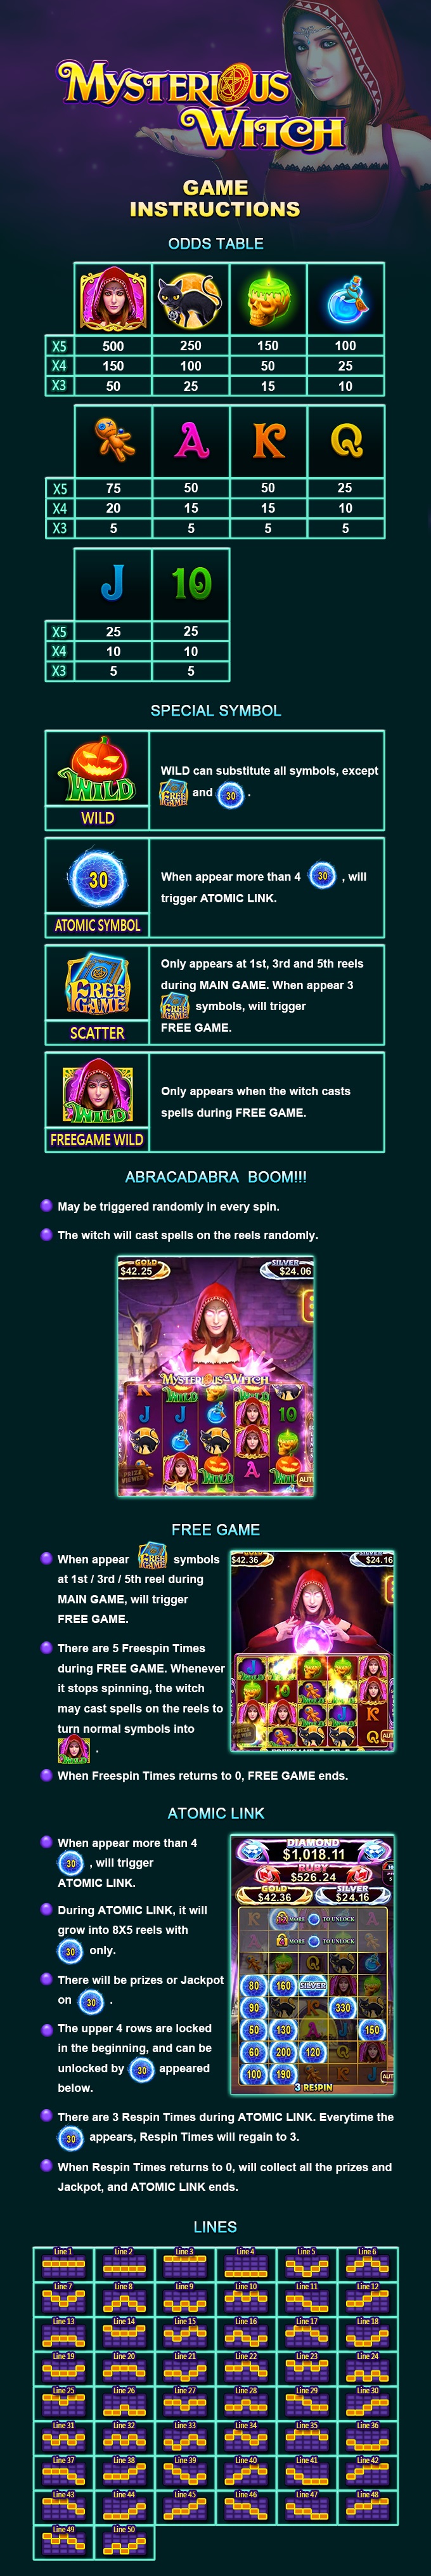 MYSTERIOUS
WITCH
GAME
INSTRUCTIONS
ODDS TABLE
X5 500 250 150 100
X4 150 100 50 25
X3 50 25 15 10
A K Q
X5 75 50 50 25
X4 20 15 15 10
X3 5 5 5 5
J 10
X5 25 25
X4 10 10
X3 5 5
SPECIAL SYMBOL
WILD
WILD
WILD can substitute all symbols, except
FREE GAME and 30 .
30
ATOMIC SYMBOL
When appear more than 4 30 , will
trigger ATOMIC LINK.
FREE
GAME
SCATTER
Only appears at 1st, 3rd and 5th reels
during MAIN GAME. When appear 3
FREE GAME symbols, will trigger
FREE GAME.
WILD
FREEGAME WILD
Only appears when the witch casts
spells during FREE GAME.
ABRACADABRA BOOM!!!
May be triggered randomly in every spin.
The witch will cast spells on the reels randomly.
GOLD SILVER
$42.25 $24.06
MYSTERIOUS WITCH
K WILD WILD
J J 10
WILD A WILD AUTO
PRIZE
VIEWER
FREE GAME
When appear FREE GAME symbols
at 1st / 3rd / 5th reel during
MAIN GAME, will trigger
FREE GAME.
There are 5 Freespin Times
during FREE GAME. Whenever
it stops spinning, the witch
may cast spells on the reels to
turn normal symbols into
WILD .
When Freespin Times returns to 0, FREE GAME ends.
GOLD SILVER
$42.36 $24.16
J
10
K
J Q
ATOMIC LINK
When appear more than 4
30 , will trigger
ATOMIC LINK.
During ATOMIC LINK, it will
grow into 8X5 reels with
30 only.
There will be prizes or Jackpot
on 30 .
The upper 4 rows are locked
in the beginning, and can be
unlocked by 30 appeared
below.
There are 3 Respin Times during ATOMIC LINK. Everytime the
30 appears, Respin Times will regain to 3.
When Respin Times returns to 0, will collect all the prizes and
Jackpot, and ATOMIC LINK ends.
DIAMOND
$1,018.11
RUBY
$526.24
GOLD SILVER
$42.36 $24.16
MORE TO UNLOCK
MORE TO UNLOCK
80 160 SILVER
90 330
50 130 150
60 200 120
100 190
3 RESPIN
LINES
Line 1 Line 2 Line 3 Line 4 Line 5 Line 6
Line 7 Line 8 Line 9 Line 10 Line 11 Line 12
Line 13 Line 14 Line 15 Line 16 Line 17 Line 18
Line 19 Line 20 Line 21 Line 22 Line 23 Line 24
Line 25 Line 26 Line 27 Line 28 Line 29 Line 30
Line 31 Line 32 Line 33 Line 34 Line 35 Line 36
Line 37 Line 38 Line 39 Line 40 Line 41 Line 42
Line 43 Line 44 Line 45 Line 46 Line 47 Line 48
Line 49 Line 50